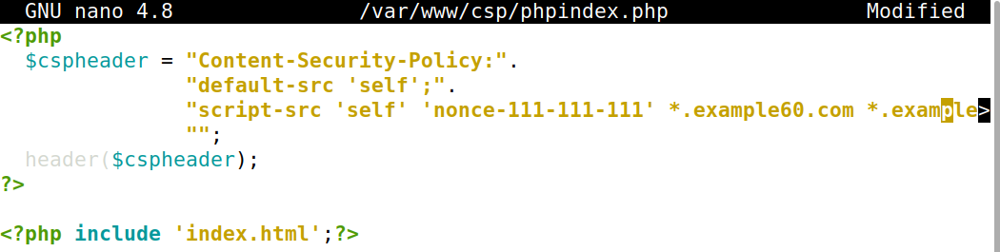 GNU nano 4.8 /var/www/csp/phpindex.php Modified
<?php
  $cspheader = "Content-Security-Policy:".
               "default-src 'self';".
               "script-src 'self' 'nonce-111-111-111' *.example60.com *.example>
               "";
  header($cspheader);
?>

<?php include 'index.html';?>